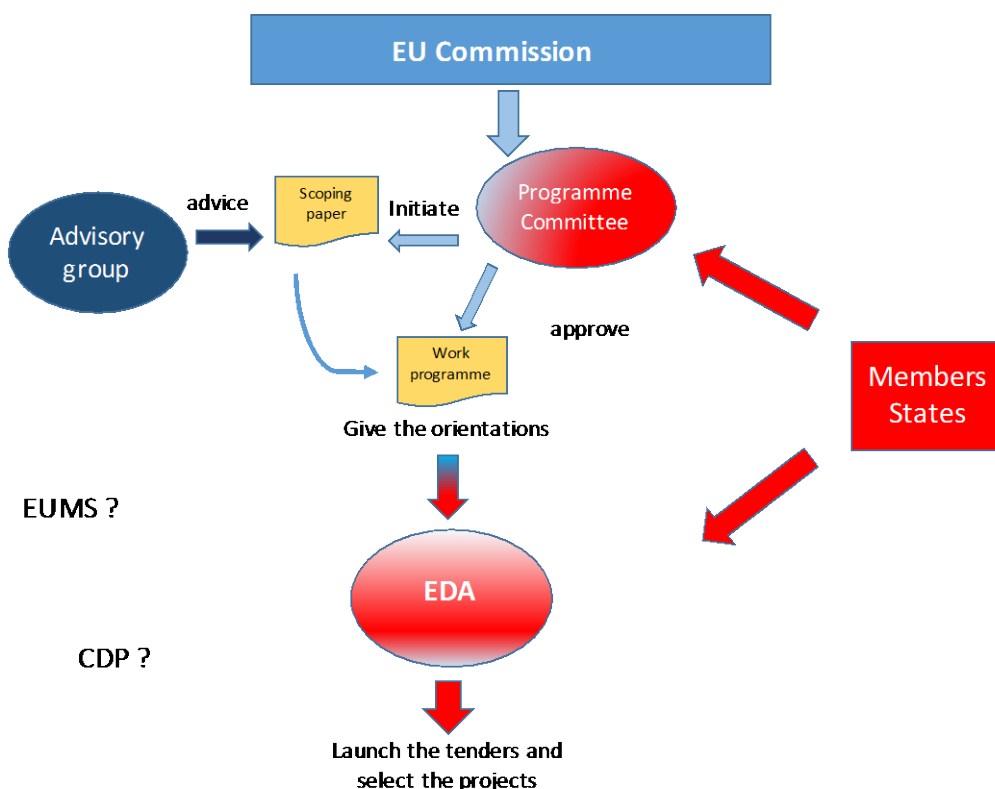 EU Commission
Programme
Committee
Scoping
paper
advice
Initiate
Advisory
group
approve
Work
programme
Members
States
Give the orientations
EUMS ?
EDA
CDP ?
Launch the tenders and
select the projects